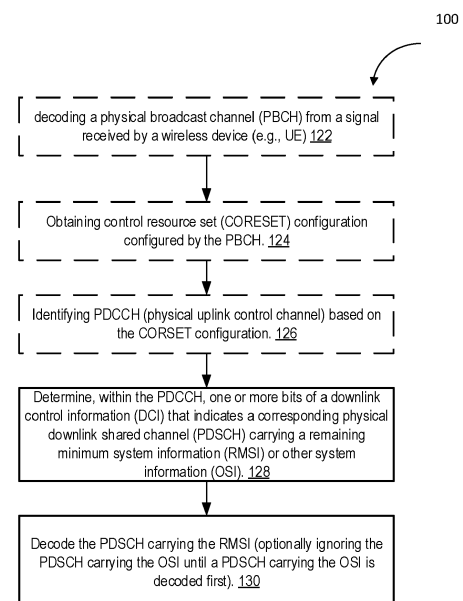 100
decoding a physical broadcast channel (PBCH) from a signal
received by a wireless device (e.g., UE) 122
Obtaining control resource set (CORESET) configuration
configured by the PBCH. 124
Identifying PDCCH (physical uplink control channel) based on
the CORSET configuration. 126
Determine, within the PDCCH, one or more bits of a downlink
control information (DCI) that indicates a corresponding physical
downlink shared channel (PDSCH) carrying a remaining
minimum system information (RMSI) or other system
information (OSI). 128
Decode the PDSCH carrying the RMSI (optionally ignoring the
PDSCH carrying the OSI until a PDSCH carrying the OSI is
decoded first). 130